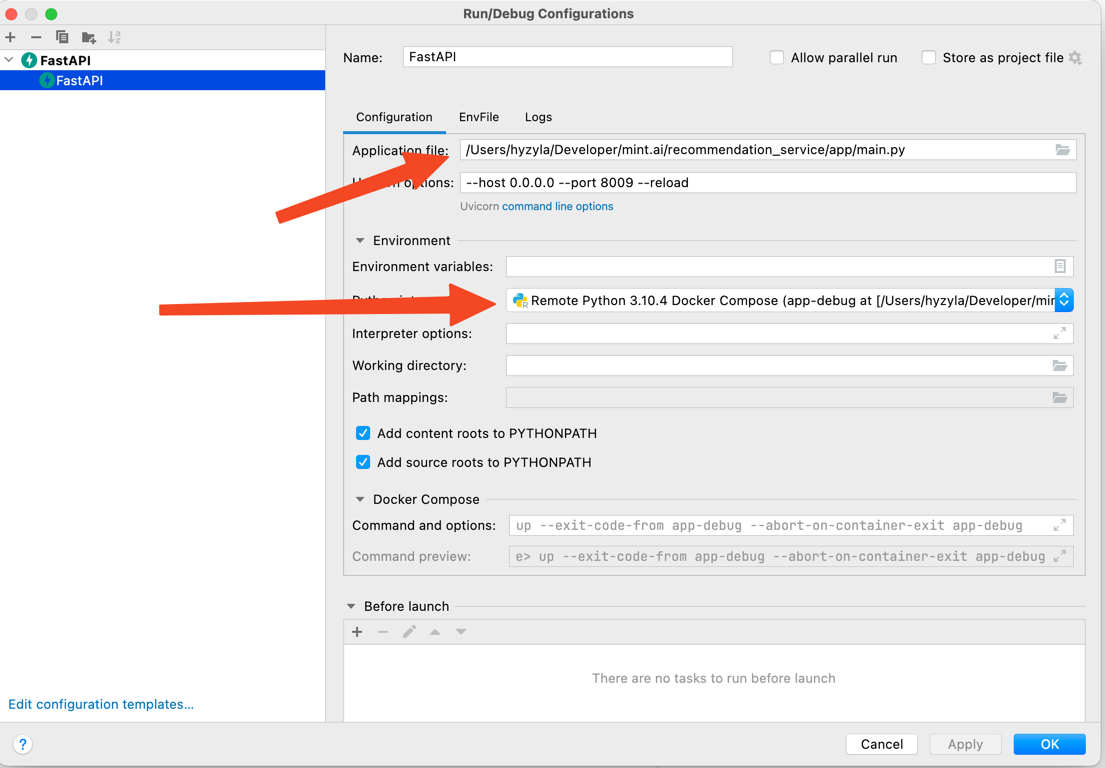 Run/Debug Configurations
FastAPI
FastAPI
Name: FastAPI
Allow parallel run
Store as project file
Configuration EnvFile Logs
Application file: /Users/hyzyla/Developer/mint.ai/recommendation_service/app/main.py
options: --host 0.0.0.0 --port 8009 --reload
Uvicorn command line options
Environment
Environment variables:
Remote Python 3.10.4 Docker Compose (app-debug at [/Users/hyzyla/Developer/mi
Interpreter options:
Working directory:
Path mappings:
Add content roots to PYTHONPATH
Add source roots to PYTHONPATH
Docker Compose
Command and options: up --exit-code-from app-debug --abort-on-container-exit app-debug
Command preview: e> up --exit-code-from app-debug --abort-on-container-exit app-debug
Before launch
There are no tasks to run before launch
Edit configuration templates...
? Cancel Apply OK